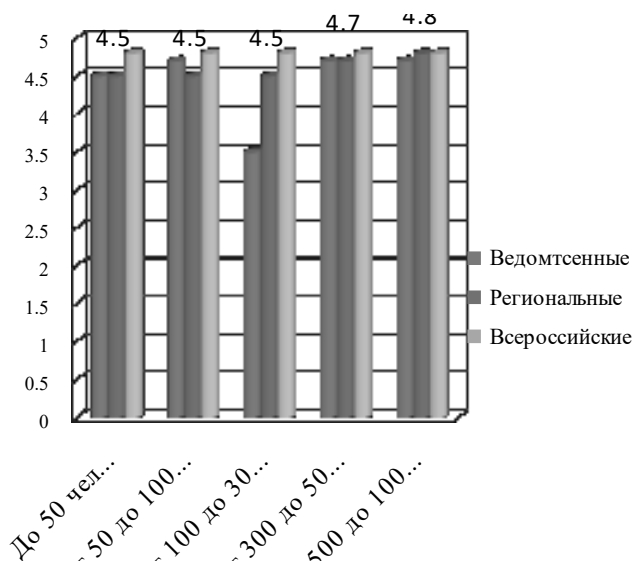 4.5 4.5 4.5 4.7 4.8
5
4.5
4
3.5
3
2.5
2
1.5
1
0.5
0
Ведомтсенные
Региональные
Всероссийские
До 50 чел...
50 до 100...
100 до 30...
300 до 50...
500 до 100...